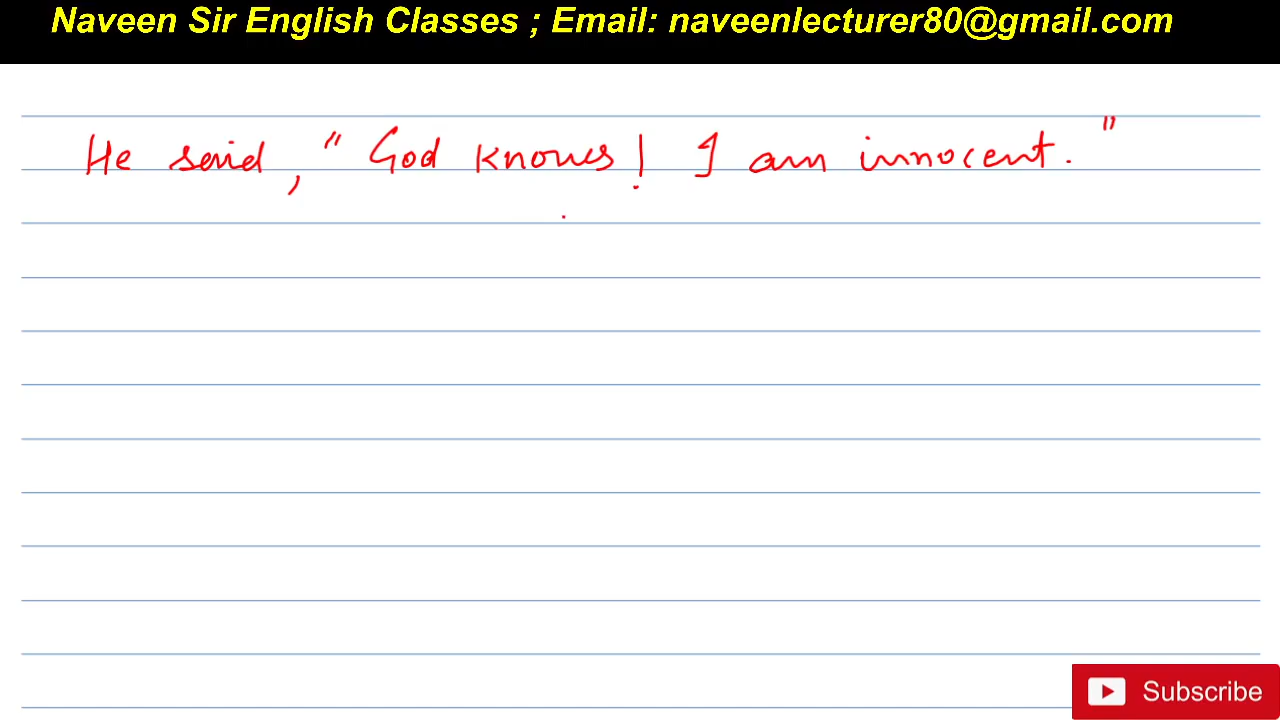 Naveen Sir English Classes ; Email: naveenlecturer80@gmail.com
He said, "God knows! I am innocent."
Subscribe